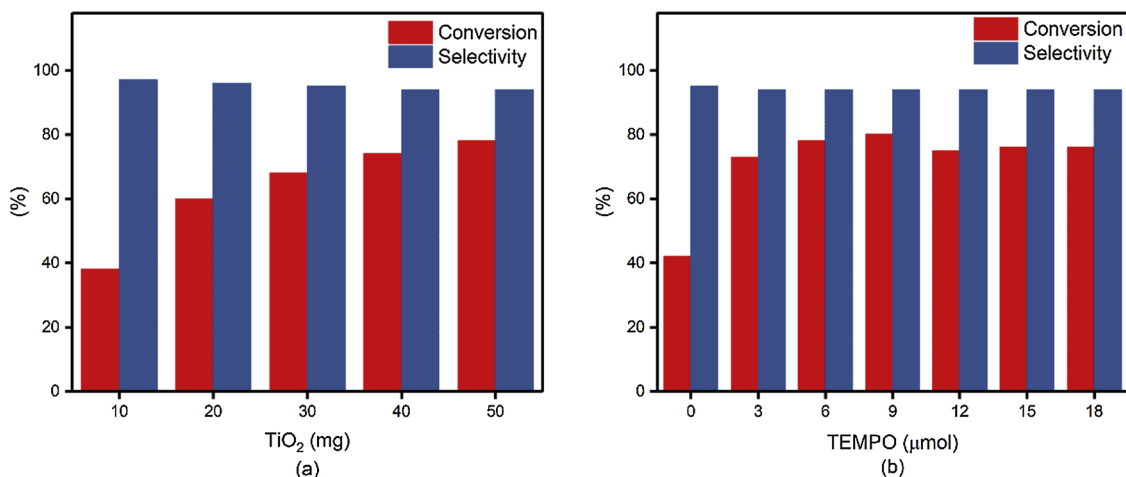 Conversion
Selectivity
100
80
60
40
20
0
(%)
10 20 30 40 50
TiO₂ (mg)
(a)
Conversion
Selectivity
100
80
60
40
20
0
(%)
0 3 6 9 12 15 18
TEMPO (μmol)
(b)